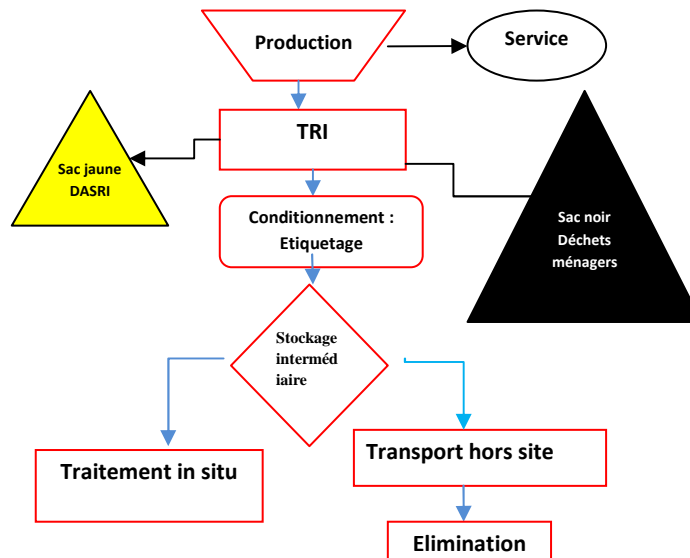 Production
Service
TRI
Sac jaune
DASRI
Conditionnement :
Etiquetage
Sac noir
Déchets
ménagers
Stockage
interméd
iaire
Traitement in situ
Transport hors site
Elimination